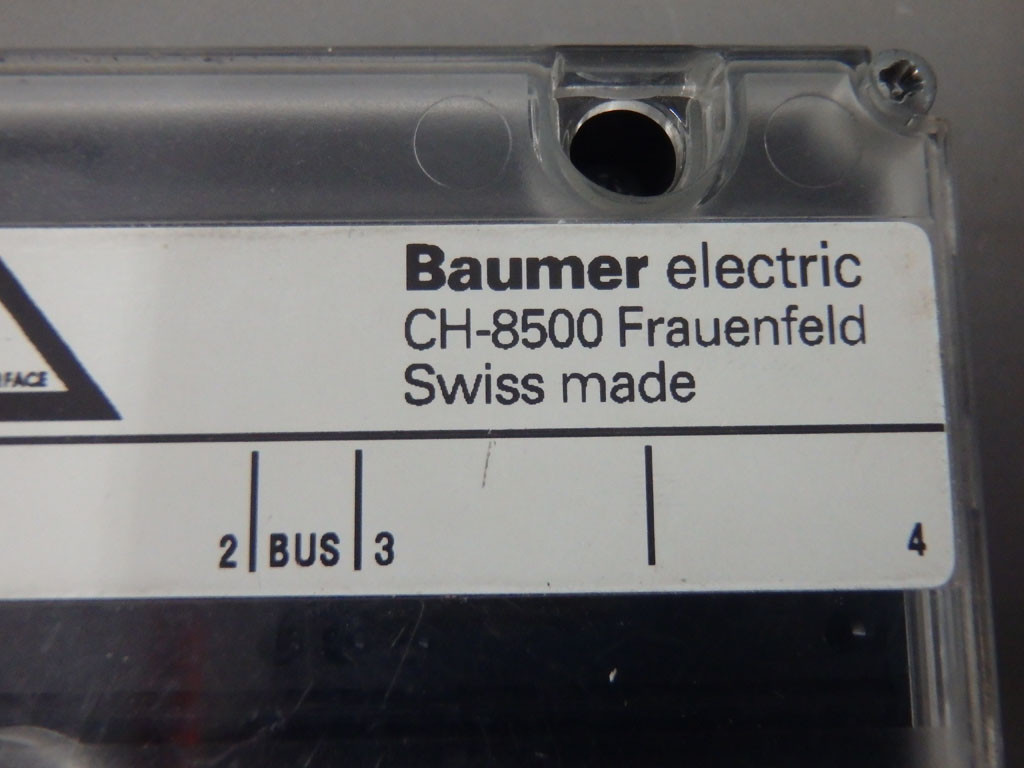 Baumer electric
CH-8500 Frauenfeld
Swiss made
2 BUS 3 4